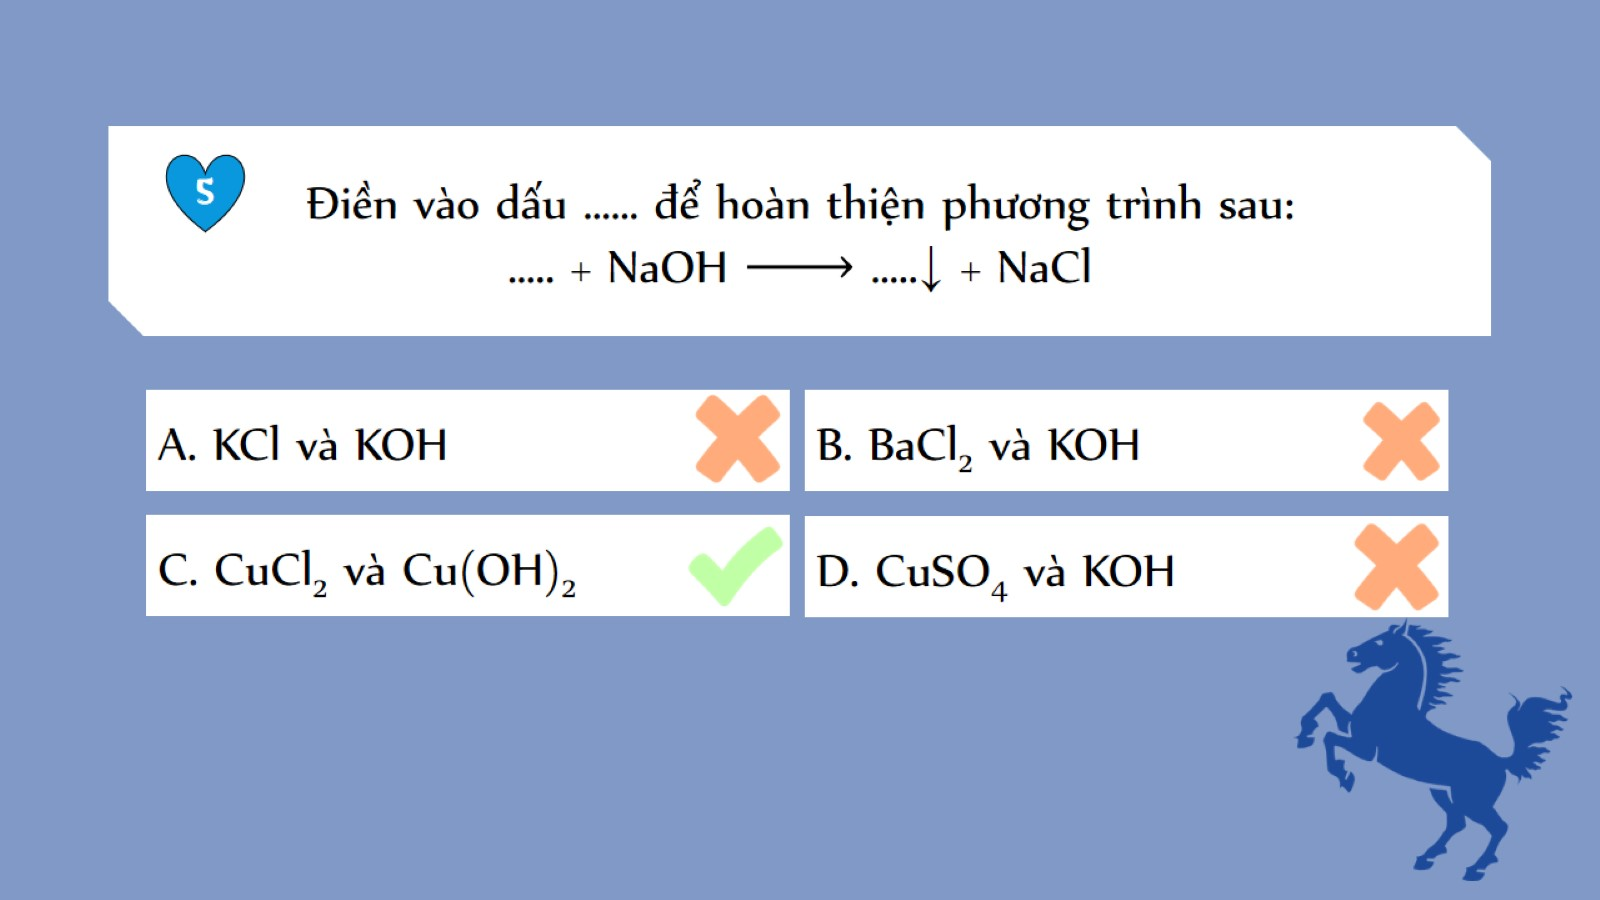 5
Điền vào dấu ...... để hoàn thiện phương trình sau:
..... + NaOH ⟶ .....↓ + NaCl
A. KCl và KOH
B. BaCl₂ và KOH
C. CuCl₂ và Cu(OH)₂
D. CuSO₄ và KOH